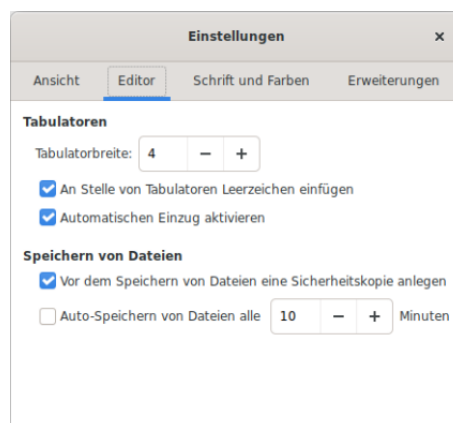 Einstellungen ×
Ansicht Editor Schrift und Farben Erweiterungen
Tabulatoren
Tabulatorbreite: 4 − +
An Stelle von Tabulatoren Leerzeichen einfügen
Automatischen Einzug aktivieren
Speichern von Dateien
Vor dem Speichern von Dateien eine Sicherheitskopie anlegen
Auto-Speichern von Dateien alle 10 − + Minuten